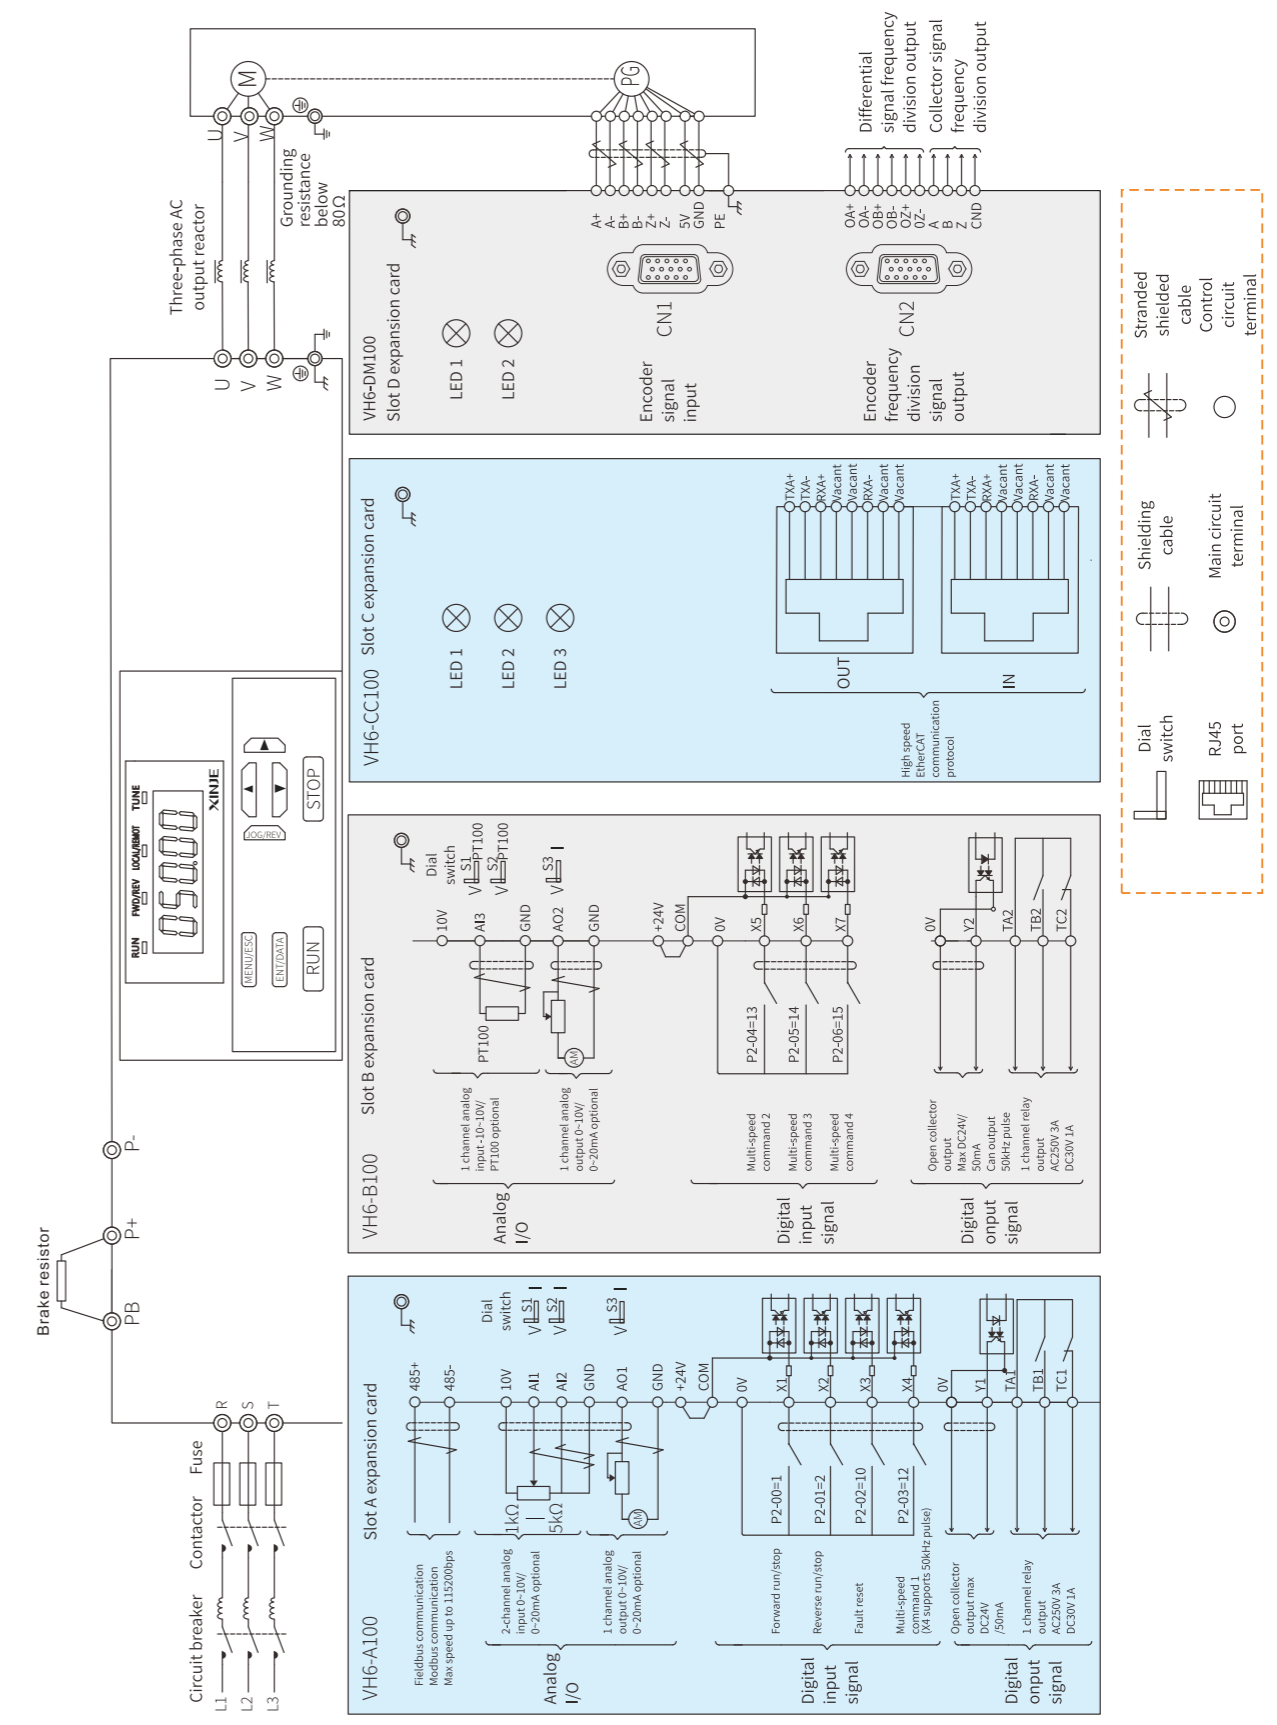 Brake resistor
PB
P+
P-
Circuit breaker
Contactor
Fuse
L1
L2
L3
R
S
T
RUN
FWD/REV
LOCAL/REMOT
TUNE
050.00
XINJE
MENU/ESC
ENT/DATA
RUN
JOG/REV
STOP
U
V
W
Three-phase AC
output reactor
U
V
W
M
PG
Grounding
resistance
below
80Ω
VH6-A100
Slot A expansion card
485+
485-
10V
AI1
AI2
GND
AO1
GND
+24V
COM
0V
X1
X2
X3
X4
0V
Y1
TA1
TB1
TC1
Dial
switch
V
S1
I
V
S2
I
V
S3
I
1kΩ
|
5kΩ
AM
P2-00=1
P2-01=2
P2-02=10
P2-03=12
Fieldbus communication
Modbus communication
Max speed up to 115200bps
2-channel analog
input 0~10V/
0~20mA optional
1 channel analog
output 0~10V/
0~20mA optional
Analog
I/O
Forward run/stop
Reverse run/stop
Fault reset
Multi-speed
command 1
(X4 supports 50kHz pulse)
Digital
input
signal
Open collector
output max
DC24V
/50mA
1 channel relay
output
AC250V 3A
DC30V 1A
Digital
onput
signal
VH6-B100
Slot B expansion card
10V
AI3
GND
AO2
GND
+24V
COM
0V
X5
X6
X7
0V
Y2
TA2
TB2
TC2
Dial
switch
V
S1
PT100
V
S2
PT100
V
S3
I
PT100
AM
P2-04=13
P2-05=14
P2-06=15
1 channel analog
input -10~10V/
PT100 optional
1 channel analog
output 0~10V/
0~20mA optional
Analog
I/O
Multi-speed
command 2
Multi-speed
command 3
Multi-speed
command 4
Digital
input
signal
Open collector
output
Max DC24V/
50mA
Can output
50kHz pulse
1 channel relay
output
AC250V 3A
DC30V 1A
Digital
onput
signal
VH6-CC100
Slot C expansion card
LED 1
LED 2
LED 3
TXA+
TXA-
RXA+
Vacant
Vacant
RXA-
Vacant
Vacant
OUT
TXA+
TXA-
RXA+
Vacant
Vacant
RXA-
Vacant
Vacant
IN
High speed
EtherCAT
communication
protocol
VH6-DM100
Slot D expansion card
LED 1
LED 2
A+
A-
B+
B-
Z+
Z-
5V
GND
PE
CN1
Encoder
signal
input
OA+
OA-
OB+
OB-
OZ+
0Z-
A
B
Z
CND
CN2
Encoder
frequency
division
signal
output
Differential
signal frequency
division output
Collector signal
frequency
division output
Dial
switch
Shielding
cable
Stranded
shielded
cable
RJ45
port
Main circuit
terminal
Control
circuit
terminal